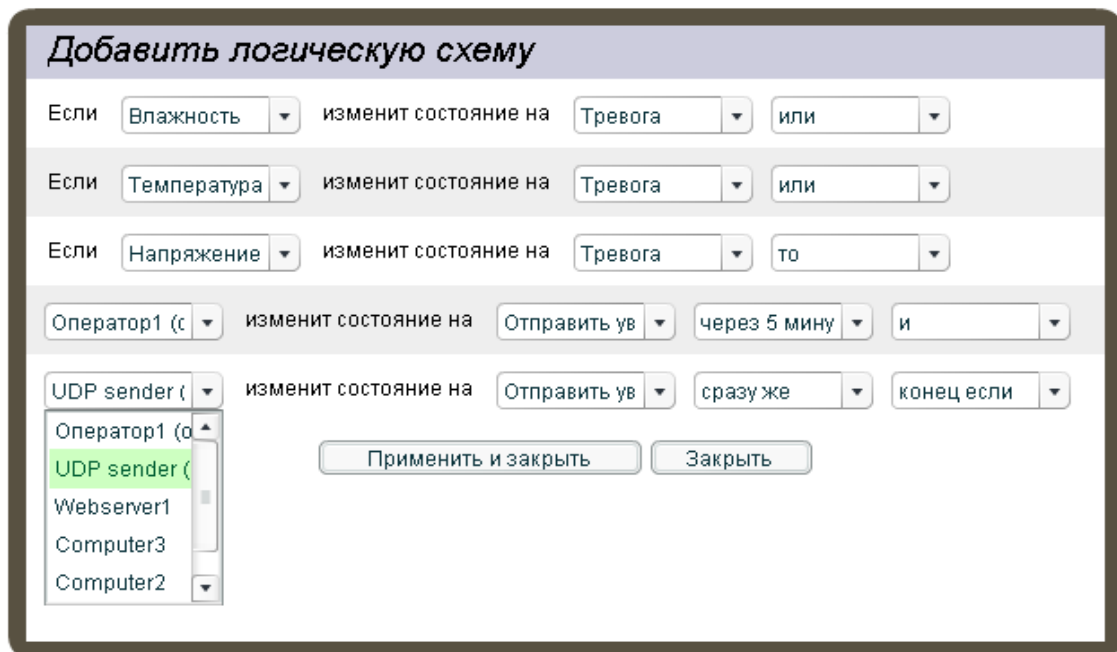 Добавить логическую схему
Если Влажность изменит состояние на Тревога или
Если Температура изменит состояние на Тревога или
Если Напряжение изменит состояние на Тревога то
Оператор1 (с изменит состояние на Отправить ув через 5 мину и
UDP sender ( изменит состояние на Отправить ув сразу же конец если
Оператор1 (о
UDP sender (
Webserver1
Computer3
Computer2
Применить и закрыть Закрыть